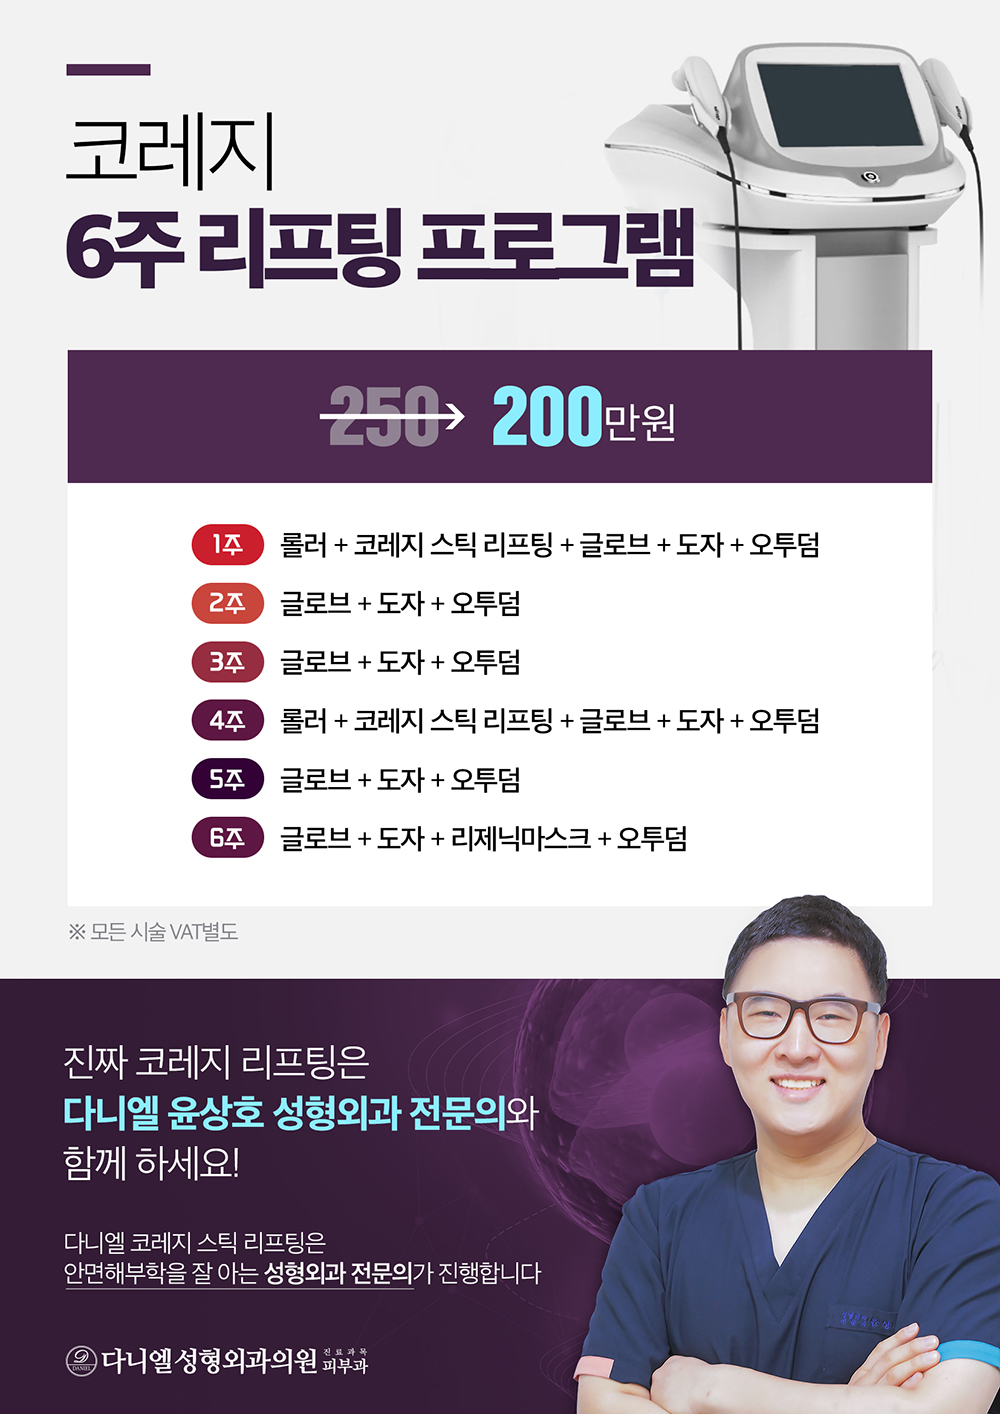 코레지
6주 리프팅 프로그램
250 → 200만원
1주 롤러 + 코레지 스틱 리프팅 + 글로브 + 도자 + 오투덤
2주 글로브 + 도자 + 오투덤
3주 글로브 + 도자 + 오투덤
4주 롤러 + 코레지 스틱 리프팅 + 글로브 + 도자 + 오투덤
5주 글로브 + 도자 + 오투덤
6주 글로브 + 도자 + 리제닉마스크 + 오투덤
※ 모든 시술 VAT별도
진짜 코레지 리프팅은
다니엘 윤상호 성형외과 전문의와
함께 하세요!
다니엘 코레지 스틱 리프팅은
안면해부학을 잘 아는 성형외과 전문의가 진행합니다
DANIEL 다니엘성형외과의원 진료과목 피부과